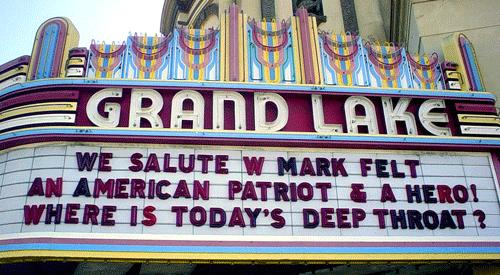 GRAND LAKE
WE SALUTE W MARK FELT
AN AMERICAN PATRIOT & A HERO!
WHERE IS TODAY'S DEEP THROAT?